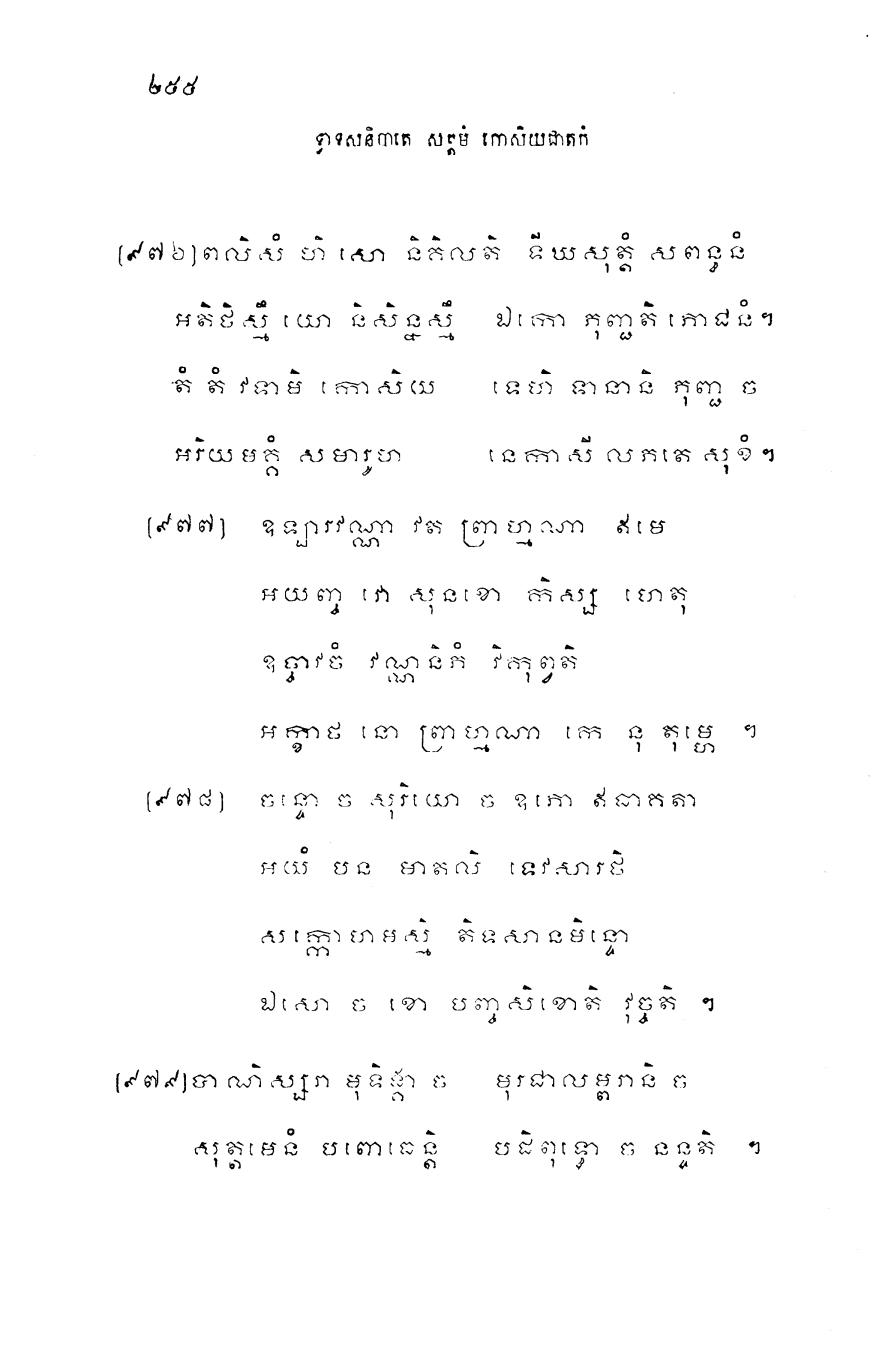 ២៥៥
ទ្វាទសនិបាតេ សត្តមំ កោសិយជាតកំ
[៩៧៦] ពលិសំ ហិ សោ និគិលតិ ទីឃសុត្តំ សពន្ធនំ
អតិថិស្មឹ យោ និសិន្នស្មឹ ឯកោ ភុញ្ជតិ ភោជនំ។
តំ តំ វទាមិ កោសិយ ទេហិ ទានានិ ភុញ្ជ ច
អរិយមគ្គំ សមារូហ នេកាសី លភតេ សុខំ។
[៩៧៧] ឧឡ្បារវណ្ណា វត ព្រាហ្មណា ឥមេ
អយញ្ច វោ សុនខោ កិស្ស ហេតុ
ឧច្ចាវចំ វណ្ណនិភំ វិកុព្វតិ
អក្ខាថ នោ ព្រាហ្មណា កេ នុ តុម្ហេ ។
[៩៧៨] ចន្ទោ ច សុរិយោ ច ឧភោ ឥធាគតា
អយំ បន មាតលិ ទេវសារថិ
សក្កោហមស្មិ តិទសានមិន្ទោ
ឯសោ ច ខោ បញ្ចសិខោតិ វុច្ចតិ ។
[៩៧៩] បាណិស្សរា មុទិង្គា ច មុរជាលម្ពរានិ ច
សុត្តមេនំ បពោធេន្តិ បដិពុទ្ធោ ច នន្ទតិ ។